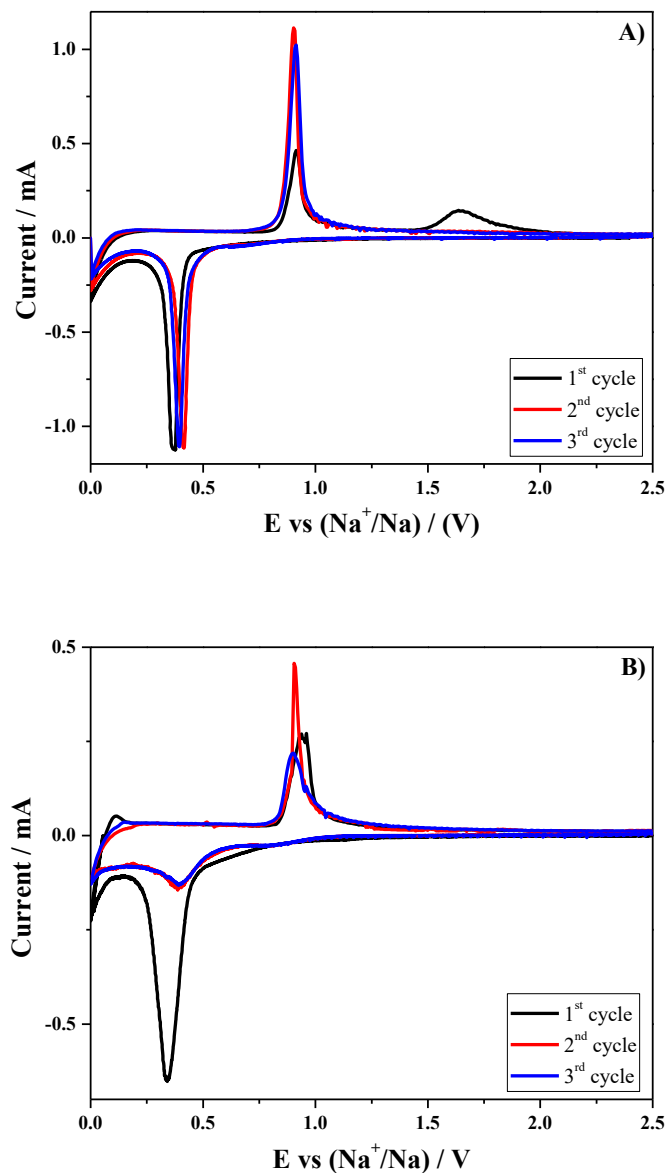 A)
1.0
0.5
0.0
-0.5
-1.0
Current / mA
1st cycle
2nd cycle
3rd cycle
0.0 0.5 1.0 1.5 2.0 2.5
E vs (Na+/Na) / (V)
B)
0.5
0.0
-0.5
Current / mA
1st cycle
2nd cycle
3rd cycle
0.0 0.5 1.0 1.5 2.0 2.5
E vs (Na+/Na) / V